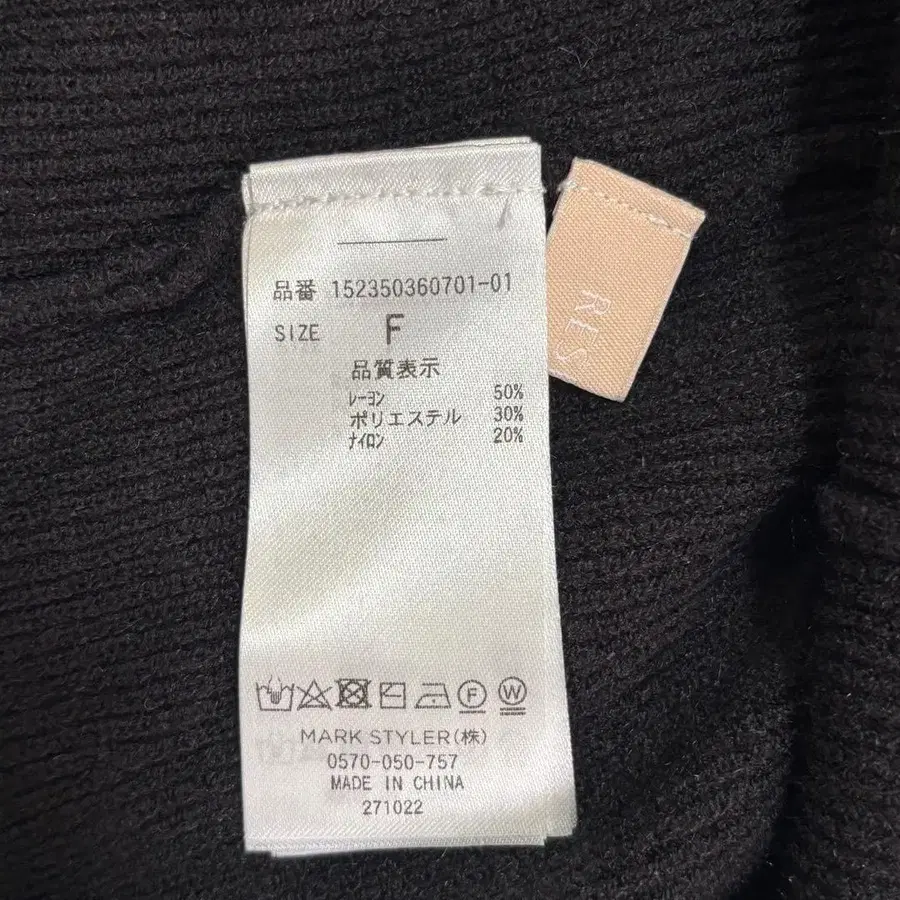 品番 152350360701-01
SIZE F
品質表示
レーヨン 50%
ポリエステル 30%
ナイロン 20%
F W
MARK STYLER(株)
0570-050-757
MADE IN CHINA
271022
RES